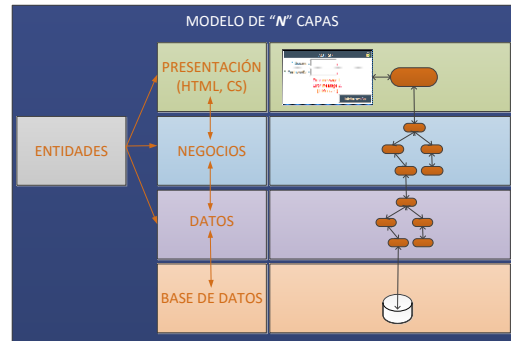 MODELO DE “N” CAPAS
PRESENTACIÓN
(HTML, CS)
ENTIDADES
NEGOCIOS
DATOS
BASE DE DATOS